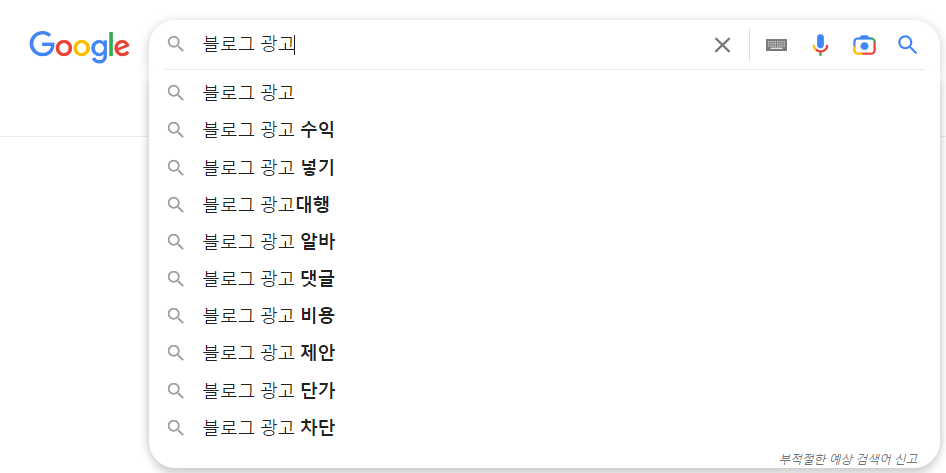 Google 블로그 광고
블로그 광고
블로그 광고 수익
블로그 광고 넣기
블로그 광고대행
블로그 광고 알바
블로그 광고 댓글
블로그 광고 비용
블로그 광고 제안
블로그 광고 단가
블로그 광고 차단
부적절한 예상 검색어 신고